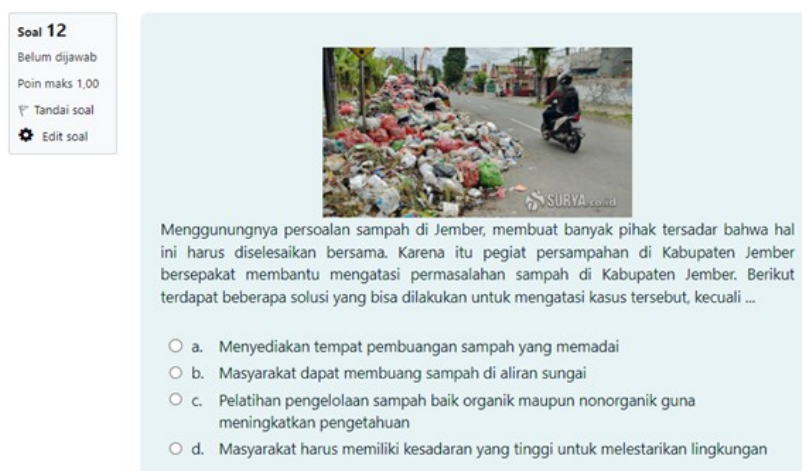 Soal 12
Belum dijawab
Poin maks 1,00
Tandai soal
Edit soal
SURYA.co.id
Menggunungnya persoalan sampah di Jember, membuat banyak pihak tersadar bahwa hal
ini harus diselesaikan bersama. Karena itu pegiat persampahan di Kabupaten Jember
bersepakat membantu mengatasi permasalahan sampah di Kabupaten Jember. Berikut
terdapat beberapa solusi yang bisa dilakukan untuk mengatasi kasus tersebut, kecuali ...
a. Menyediakan tempat pembuangan sampah yang memadai
b. Masyarakat dapat membuang sampah di aliran sungai
c. Pelatihan pengelolaan sampah baik organik maupun nonorganik guna
meningkatkan pengetahuan
d. Masyarakat harus memiliki kesadaran yang tinggi untuk melestarikan lingkungan